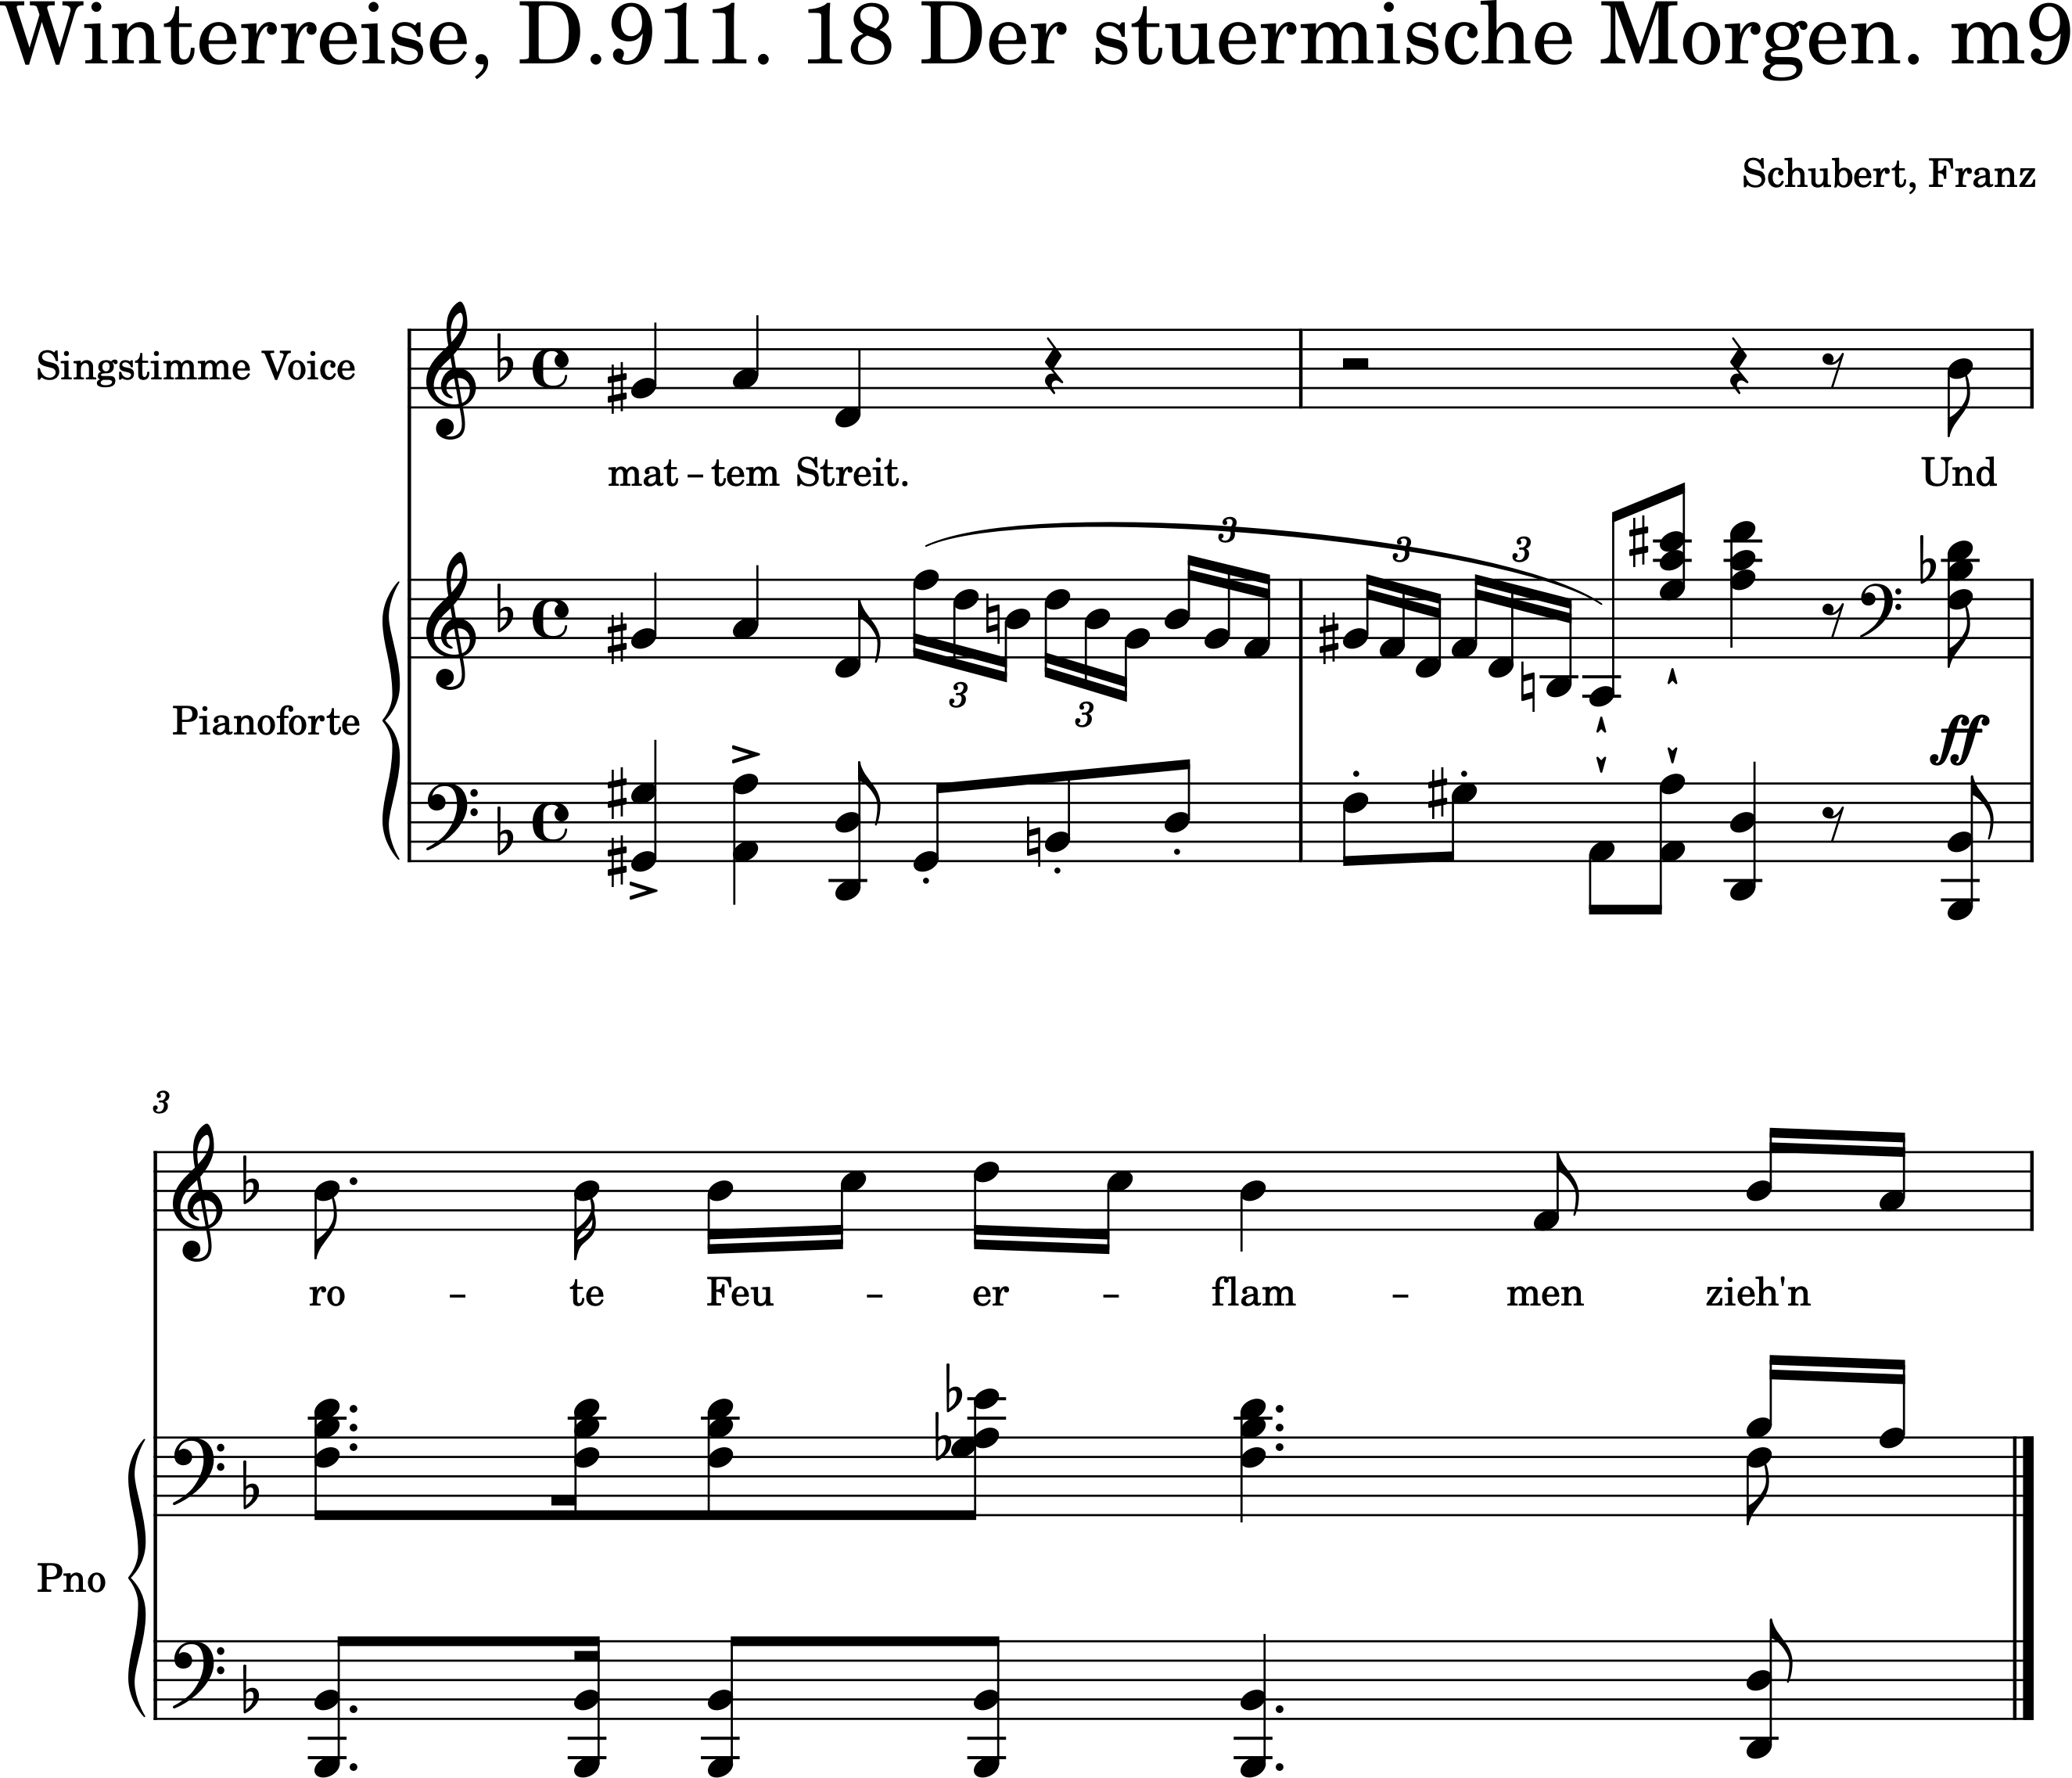 Winterreise, D.911. 18 Der stuermische Morgen. m9
Schubert, Franz
Singstimme Voice
mat - tem Streit. Und
3
3 3
Pianoforte
3
3
ff
3
ro - te Feu - er - flam - men zieh'n
Pno